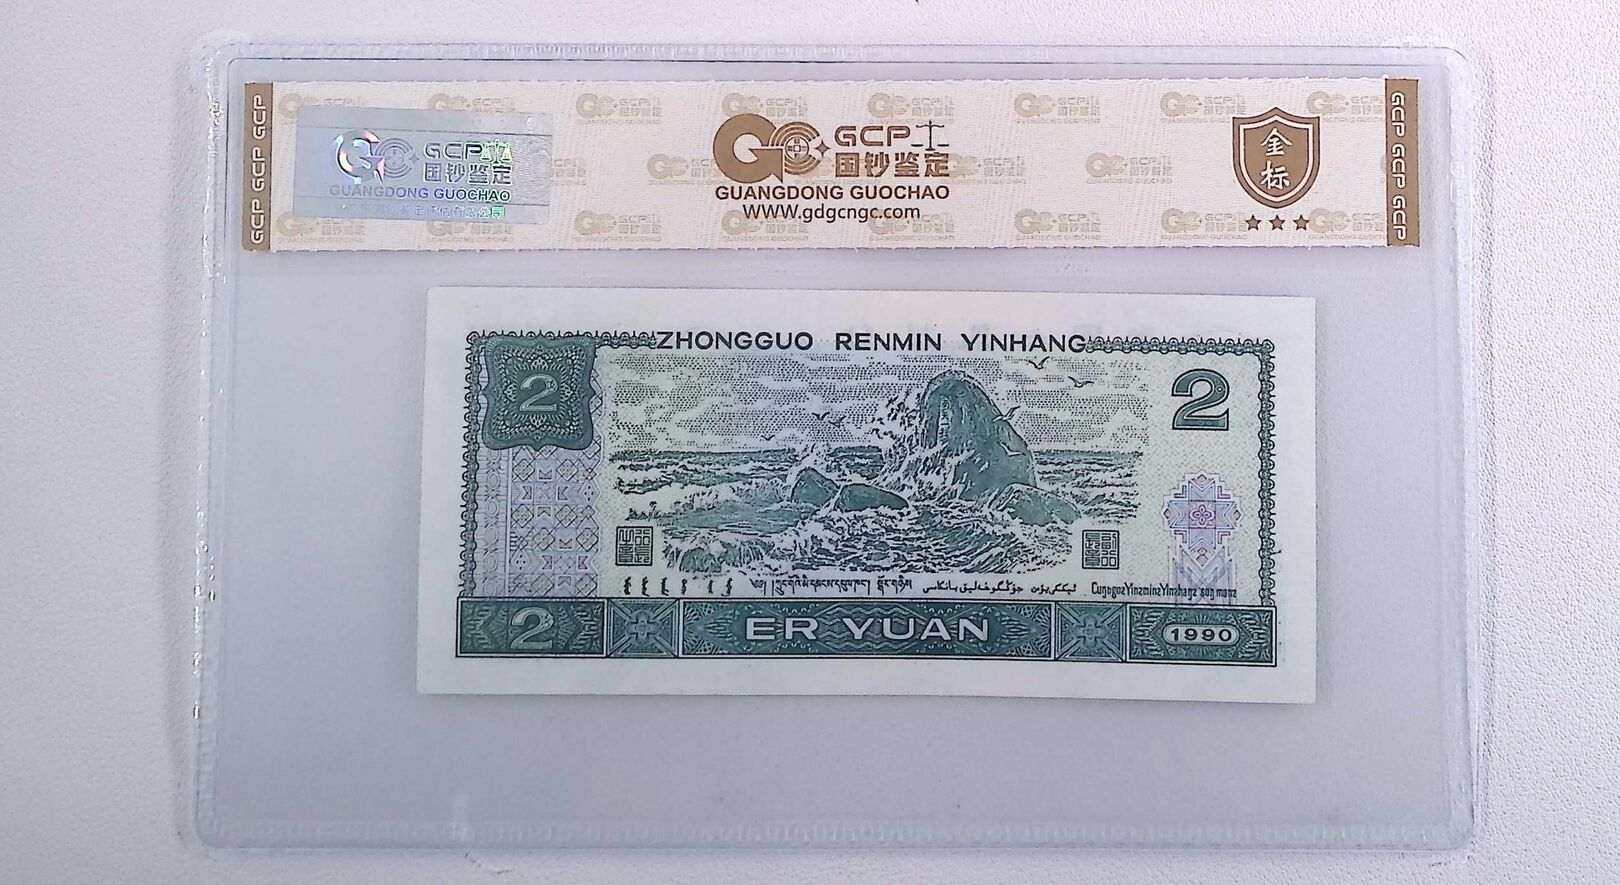 GCP GCP GCP
GCP
国钞鉴定
GUANGDONG GUOCHAO
GCP
国钞鉴定
GUANGDONG GUOCHAO
WWW.gdgcngc.com
金
标
GCP GCP GCP
ZHONGGUO RENMIN YINHANG
2
2
2
ER YUAN
1990